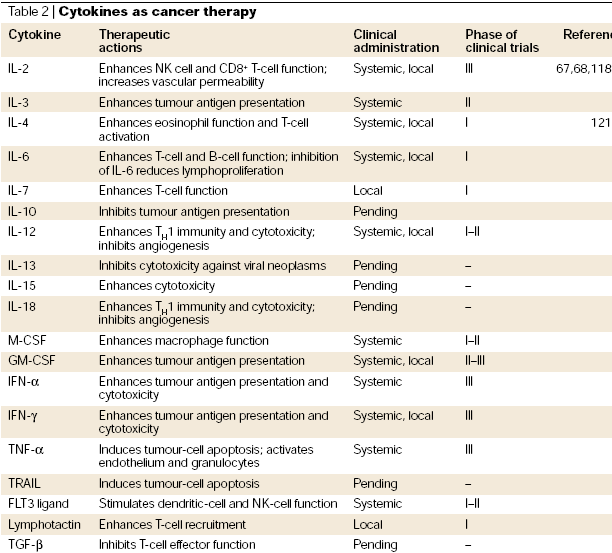 Table 2 | Cytokines as cancer therapy
Cytokine Therapeutic Clinical Phase of Referen
actions administration clinical trials
IL-2 Enhances NK cell and CD8+ T-cell function; Systemic, local III 67,68,118
increases vascular permeability
IL-3 Enhances tumour antigen presentation Systemic II
IL-4 Enhances eosinophil function and T-cell Systemic, local I 121
activation
IL-6 Enhances T-cell and B-cell function; inhibition Systemic, local I
of IL-6 reduces lymphoproliferation
IL-7 Enhances T-cell function Local I
IL-10 Inhibits tumour antigen presentation Pending
IL-12 Enhances TH1 immunity and cytotoxicity; Systemic, local I–II
inhibits angiogenesis
IL-13 Inhibits cytotoxicity against viral neoplasms Pending –
IL-15 Enhances cytotoxicity Pending –
IL-18 Enhances TH1 immunity and cytotoxicity; Pending –
inhibits angiogenesis
M-CSF Enhances macrophage function Systemic I–II
GM-CSF Enhances tumour antigen presentation Systemic, local II–III
IFN-α Enhances tumour antigen presentation and Systemic III
cytotoxicity
IFN-γ Enhances tumour antigen presentation and Systemic, local III
cytotoxicity
TNF-α Induces tumour-cell apoptosis; activates Systemic III
endothelium and granulocytes
TRAIL Induces tumour-cell apoptosis Pending –
FLT3 ligand Stimulates dendritic-cell and NK-cell function Systemic I–II
Lymphotactin Enhances T-cell recruitment Local I
TGF-β Inhibits T-cell effector function Pending –